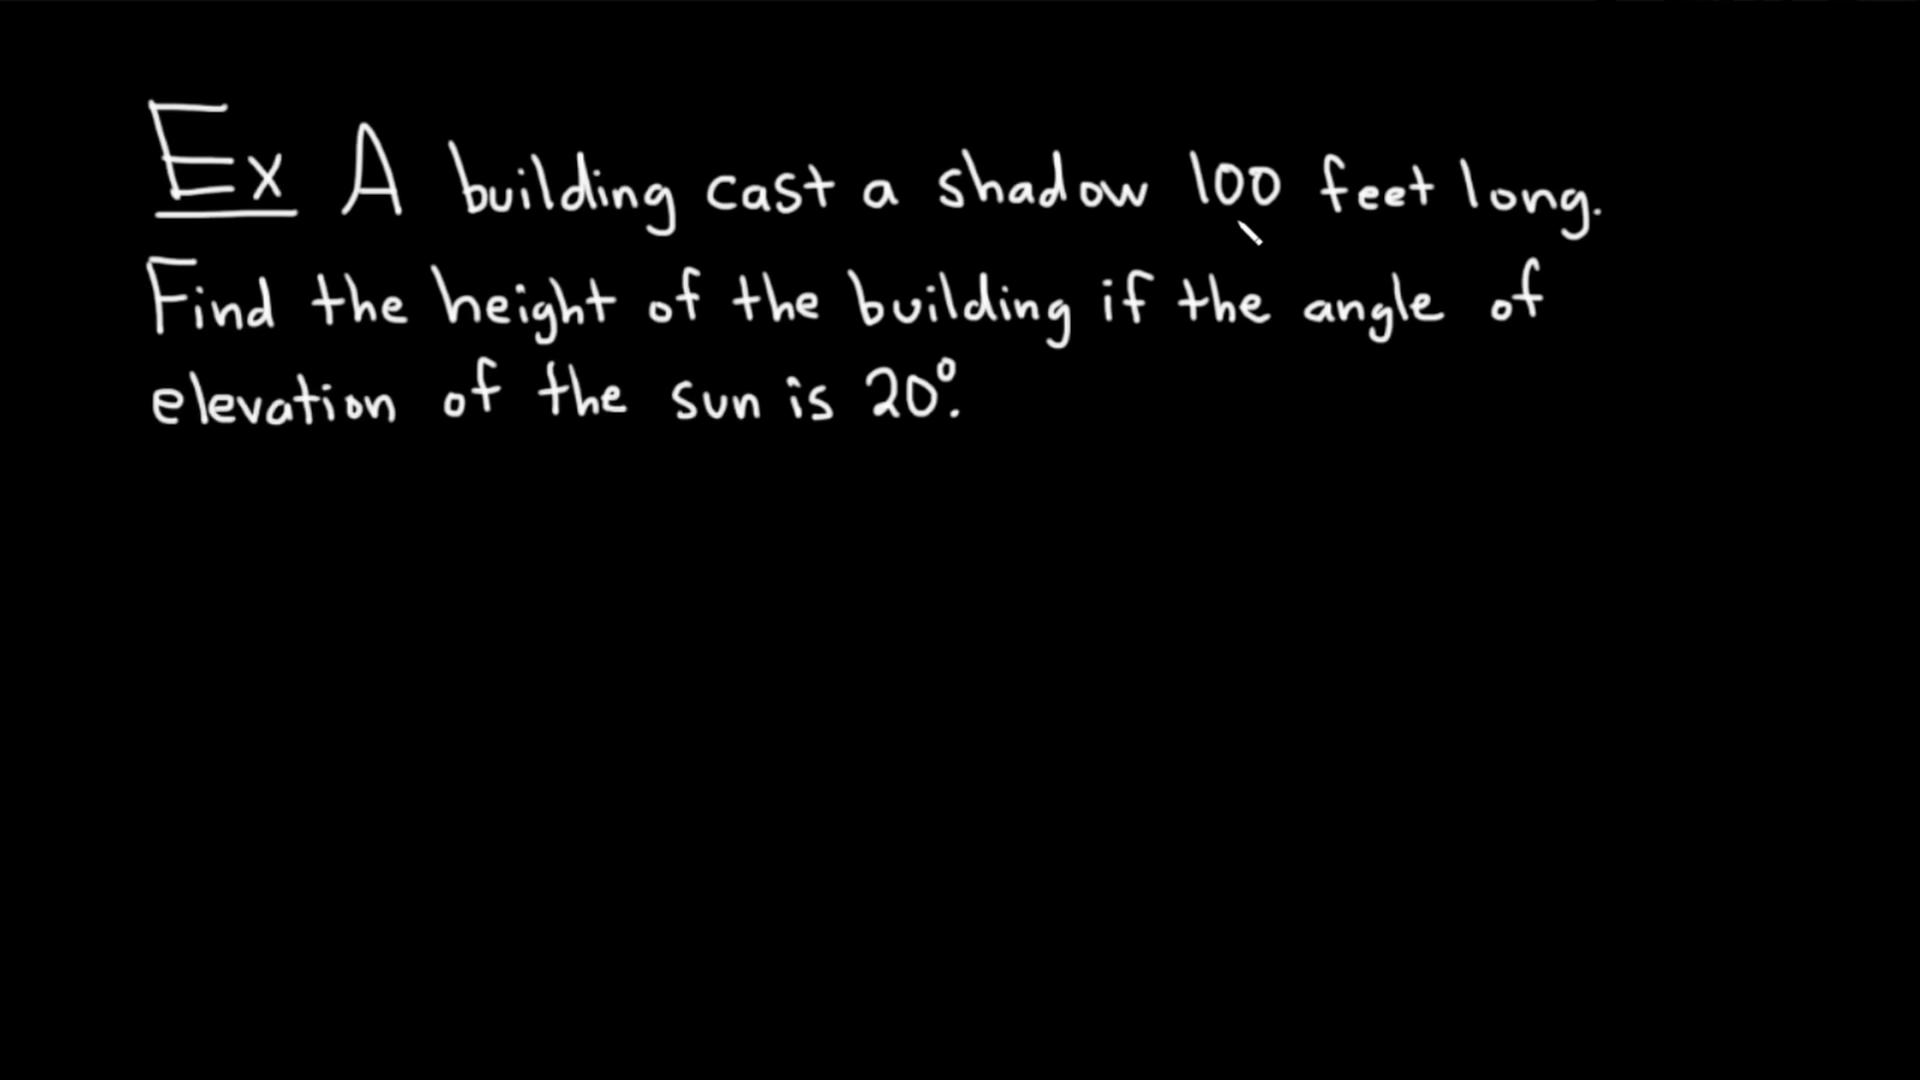 Ex A building cast a shadow 100 feet long.
Find the height of the building if the angle of
elevation of the sun is 20°.